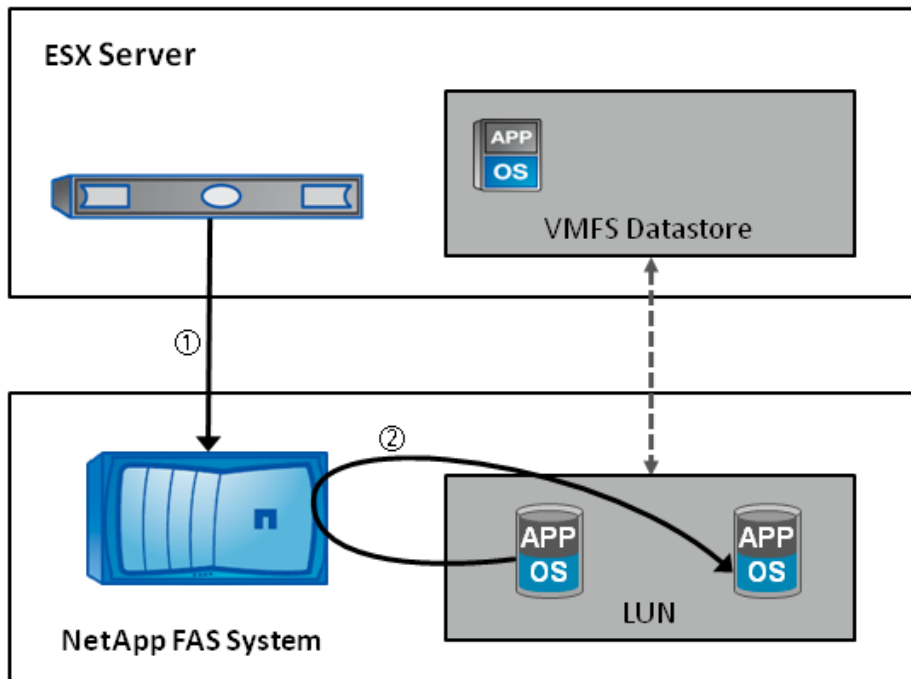 ESX Server
APP
OS
VMFS Datastore
①
②
APP
OS
APP
OS
LUN
NetApp FAS System